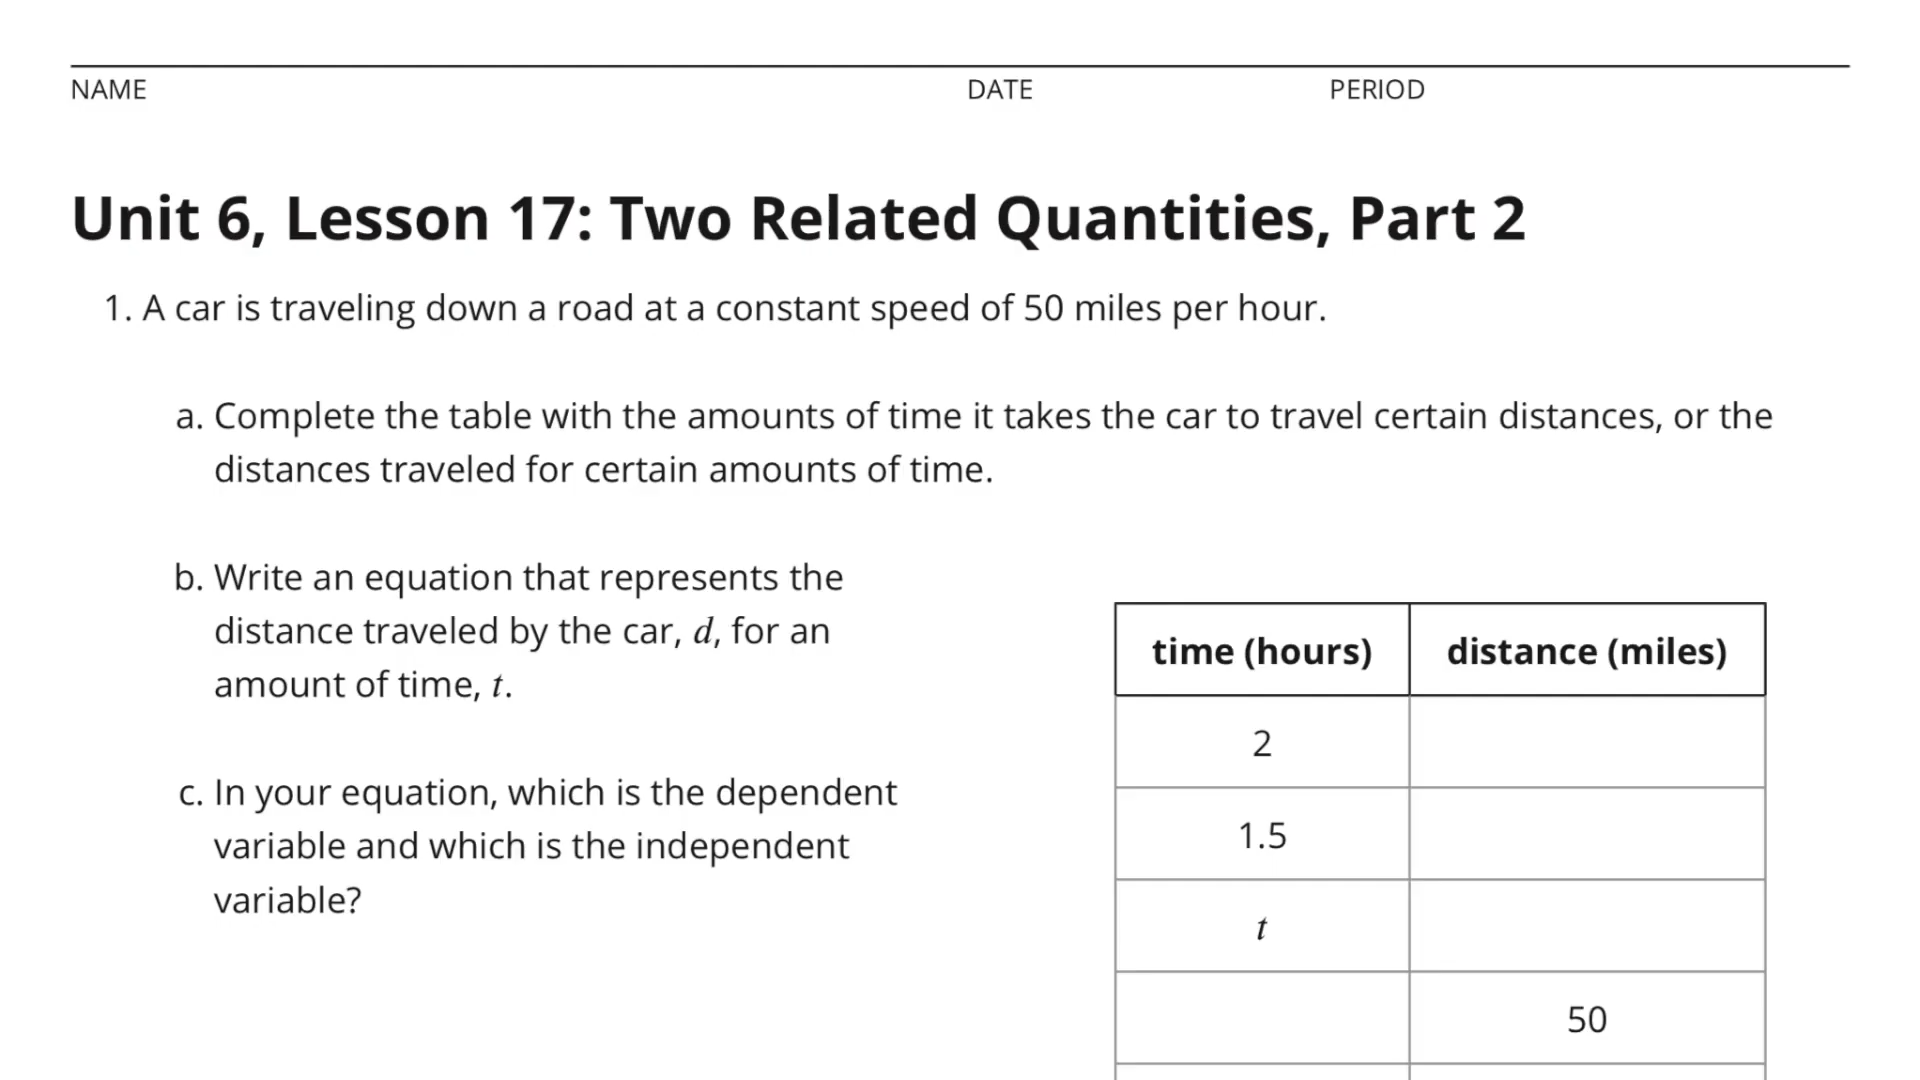 NAME DATE PERIOD
Unit 6, Lesson 17: Two Related Quantities, Part 2
1. A car is traveling down a road at a constant speed of 50 miles per hour.
a. Complete the table with the amounts of time it takes the car to travel certain distances, or the
distances traveled for certain amounts of time.
b. Write an equation that represents the
distance traveled by the car, d, for an
amount of time, t.
c. In your equation, which is the dependent
variable and which is the independent
variable?
time (hours) distance (miles)
2
1.5
t
50